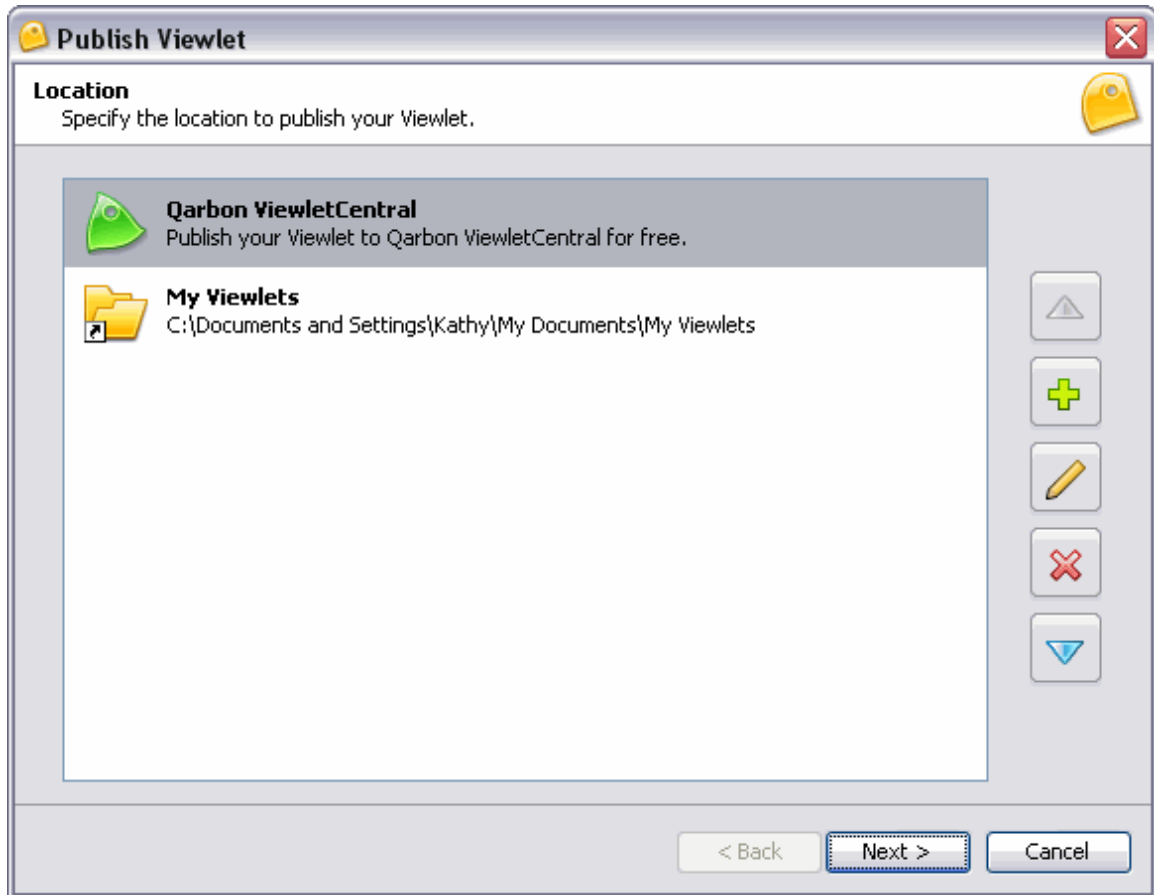 Publish Viewlet
Location
Specify the location to publish your Viewlet.
Qarbon ViewletCentral
Publish your Viewlet to Qarbon ViewletCentral for free.
My Viewlets
C:\Documents and Settings\Kathy\My Documents\My Viewlets
< Back
Next >
Cancel